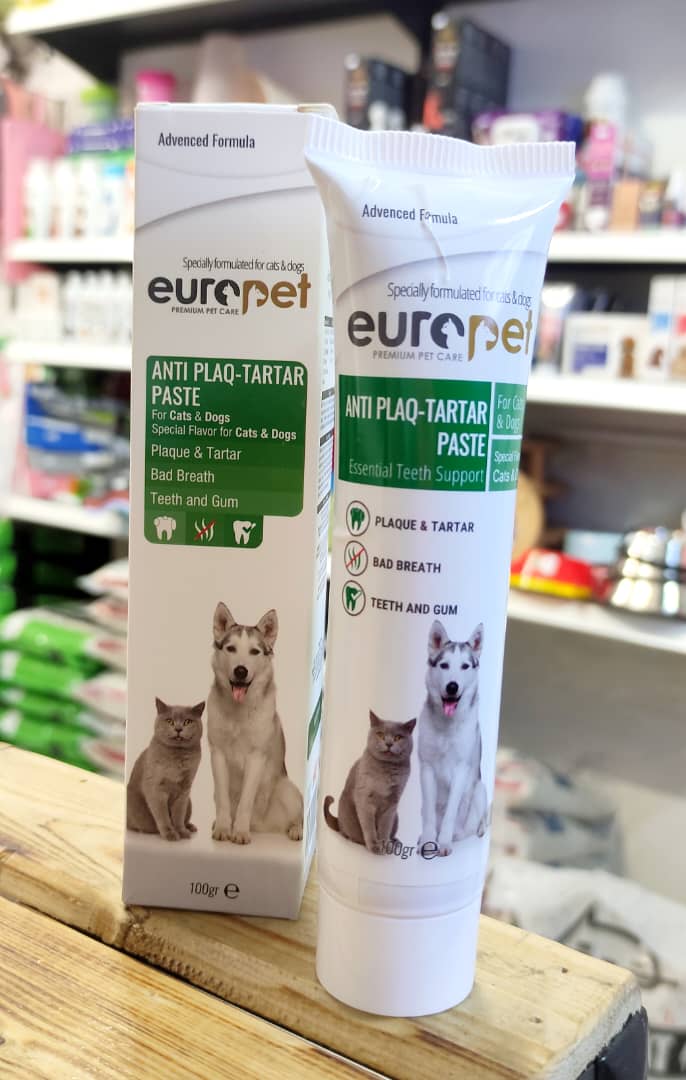 Advenced Formula
Specially formulated for cats & dogs
europet
PREMIUM PET CARE
ANTI PLAQ-TARTAR
PASTE
For Cats & Dogs
Special Flavor for Cats & Dogs
Plaque & Tartar
Bad Breath
Teeth and Gum
100gr e
Advenced Formula
Specially formulated for cats & dogs
europet
PREMIUM PET CARE
ANTI PLAQ-TARTAR
PASTE
Essential Teeth Support
For Cats
& Dogs
Special
Cats &
PLAQUE & TARTAR
BAD BREATH
TEETH AND GUM
100gr e